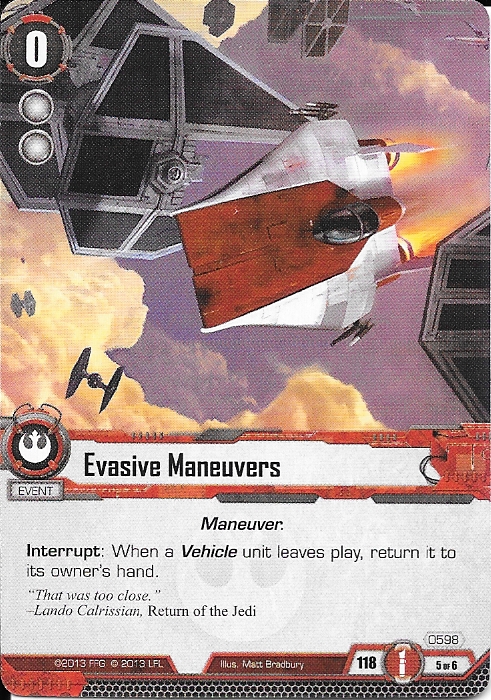 0
Evasive Maneuvers
EVENT
Maneuver.
Interrupt: When a Vehicle unit leaves play, return it to
its owner's hand.
"That was too close."
–Lando Calrissian, Return of the Jedi
0598
©2013 FFG © 2013 LFL
Illus. Matt Bradbury
118
1
5 of 6